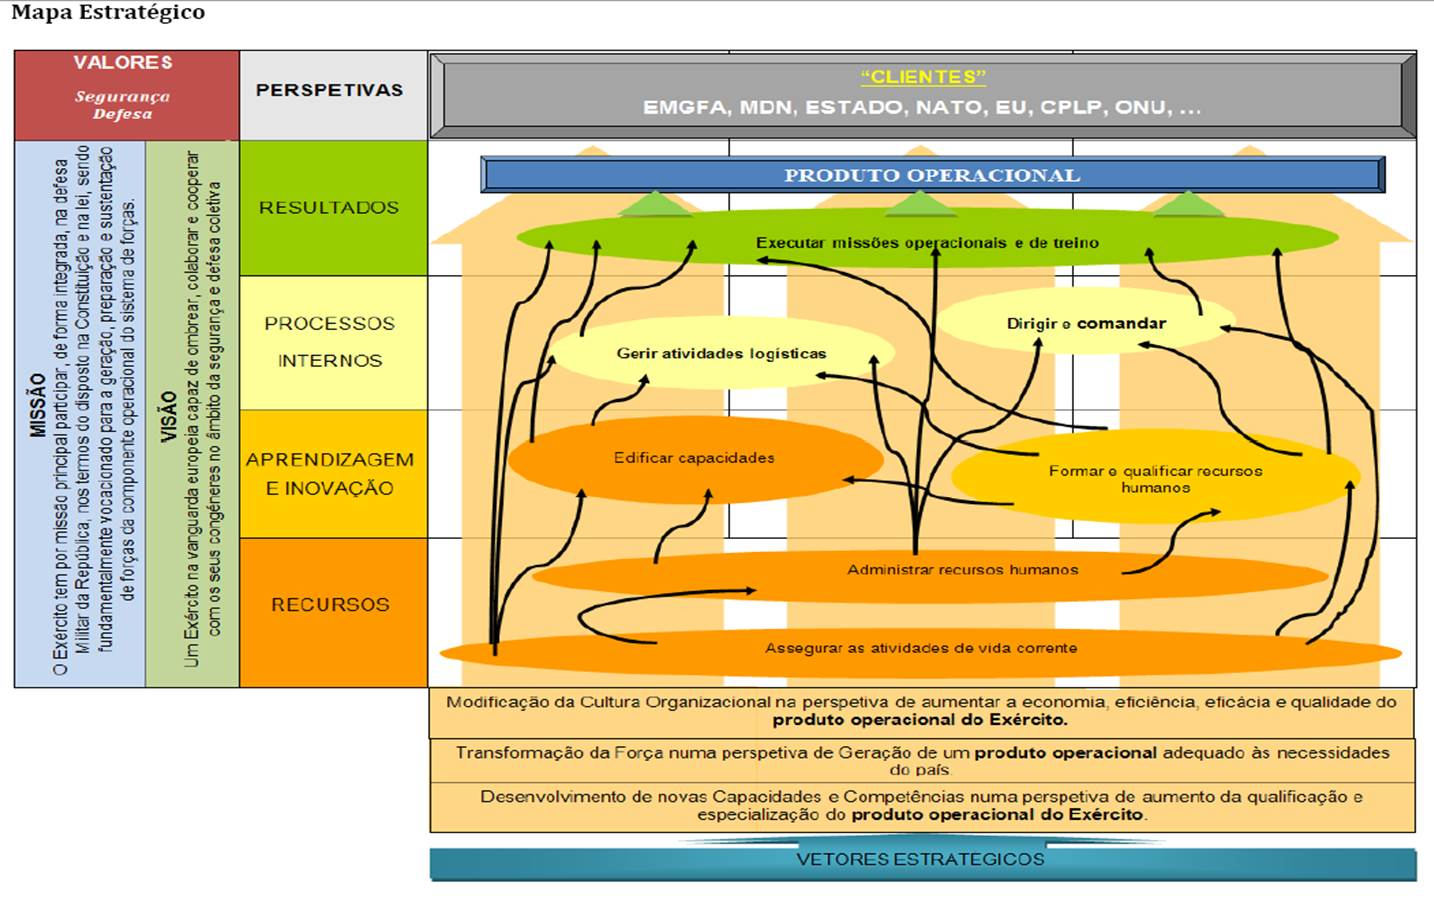 Mapa Estratégico
VALORES
Segurança
Defesa
PERSPETIVAS
“CLIENTES”
EMGFA, MDN, ESTADO, NATO, EU, CPLP, ONU, ...
MISSÃO
O Exército tem por missão principal participar, de forma integrada, na defesa
Militar da República, nos termos do disposto na Constituição e na lei, sendo
fundamentalmente vocacionado para a geração, preparação e sustentação
de forças da componente operacional do sistema de forças.
VISÃO
Um Exército na vanguarda europeia capaz de ombrear, colaborar e cooperar
com os seus congéneres no âmbito da segurança e defesa coletiva
RESULTADOS
PRODUTO OPERACIONAL
Executar missões operacionais e de treino
PROCESSOS
INTERNOS
Gerir atividades logísticas
Dirigir e comandar
APRENDIZAGEM
E INOVAÇÃO
Edificar capacidades
Formar e qualificar recursos
humanos
RECURSOS
Administrar recursos humanos
Assegurar as atividades de vida corrente
Modificação da Cultura Organizacional na perspetiva de aumentar a economia, eficiência, eficácia e qualidade do
produto operacional do Exército.
Transformação da Força numa perspetiva de Geração de um produto operacional adequado às necessidades
do país.
Desenvolvimento de novas Capacidades e Competências numa perspetiva de aumento da qualificação e
especialização do produto operacional do Exército.
VETORES ESTRATEGICOS